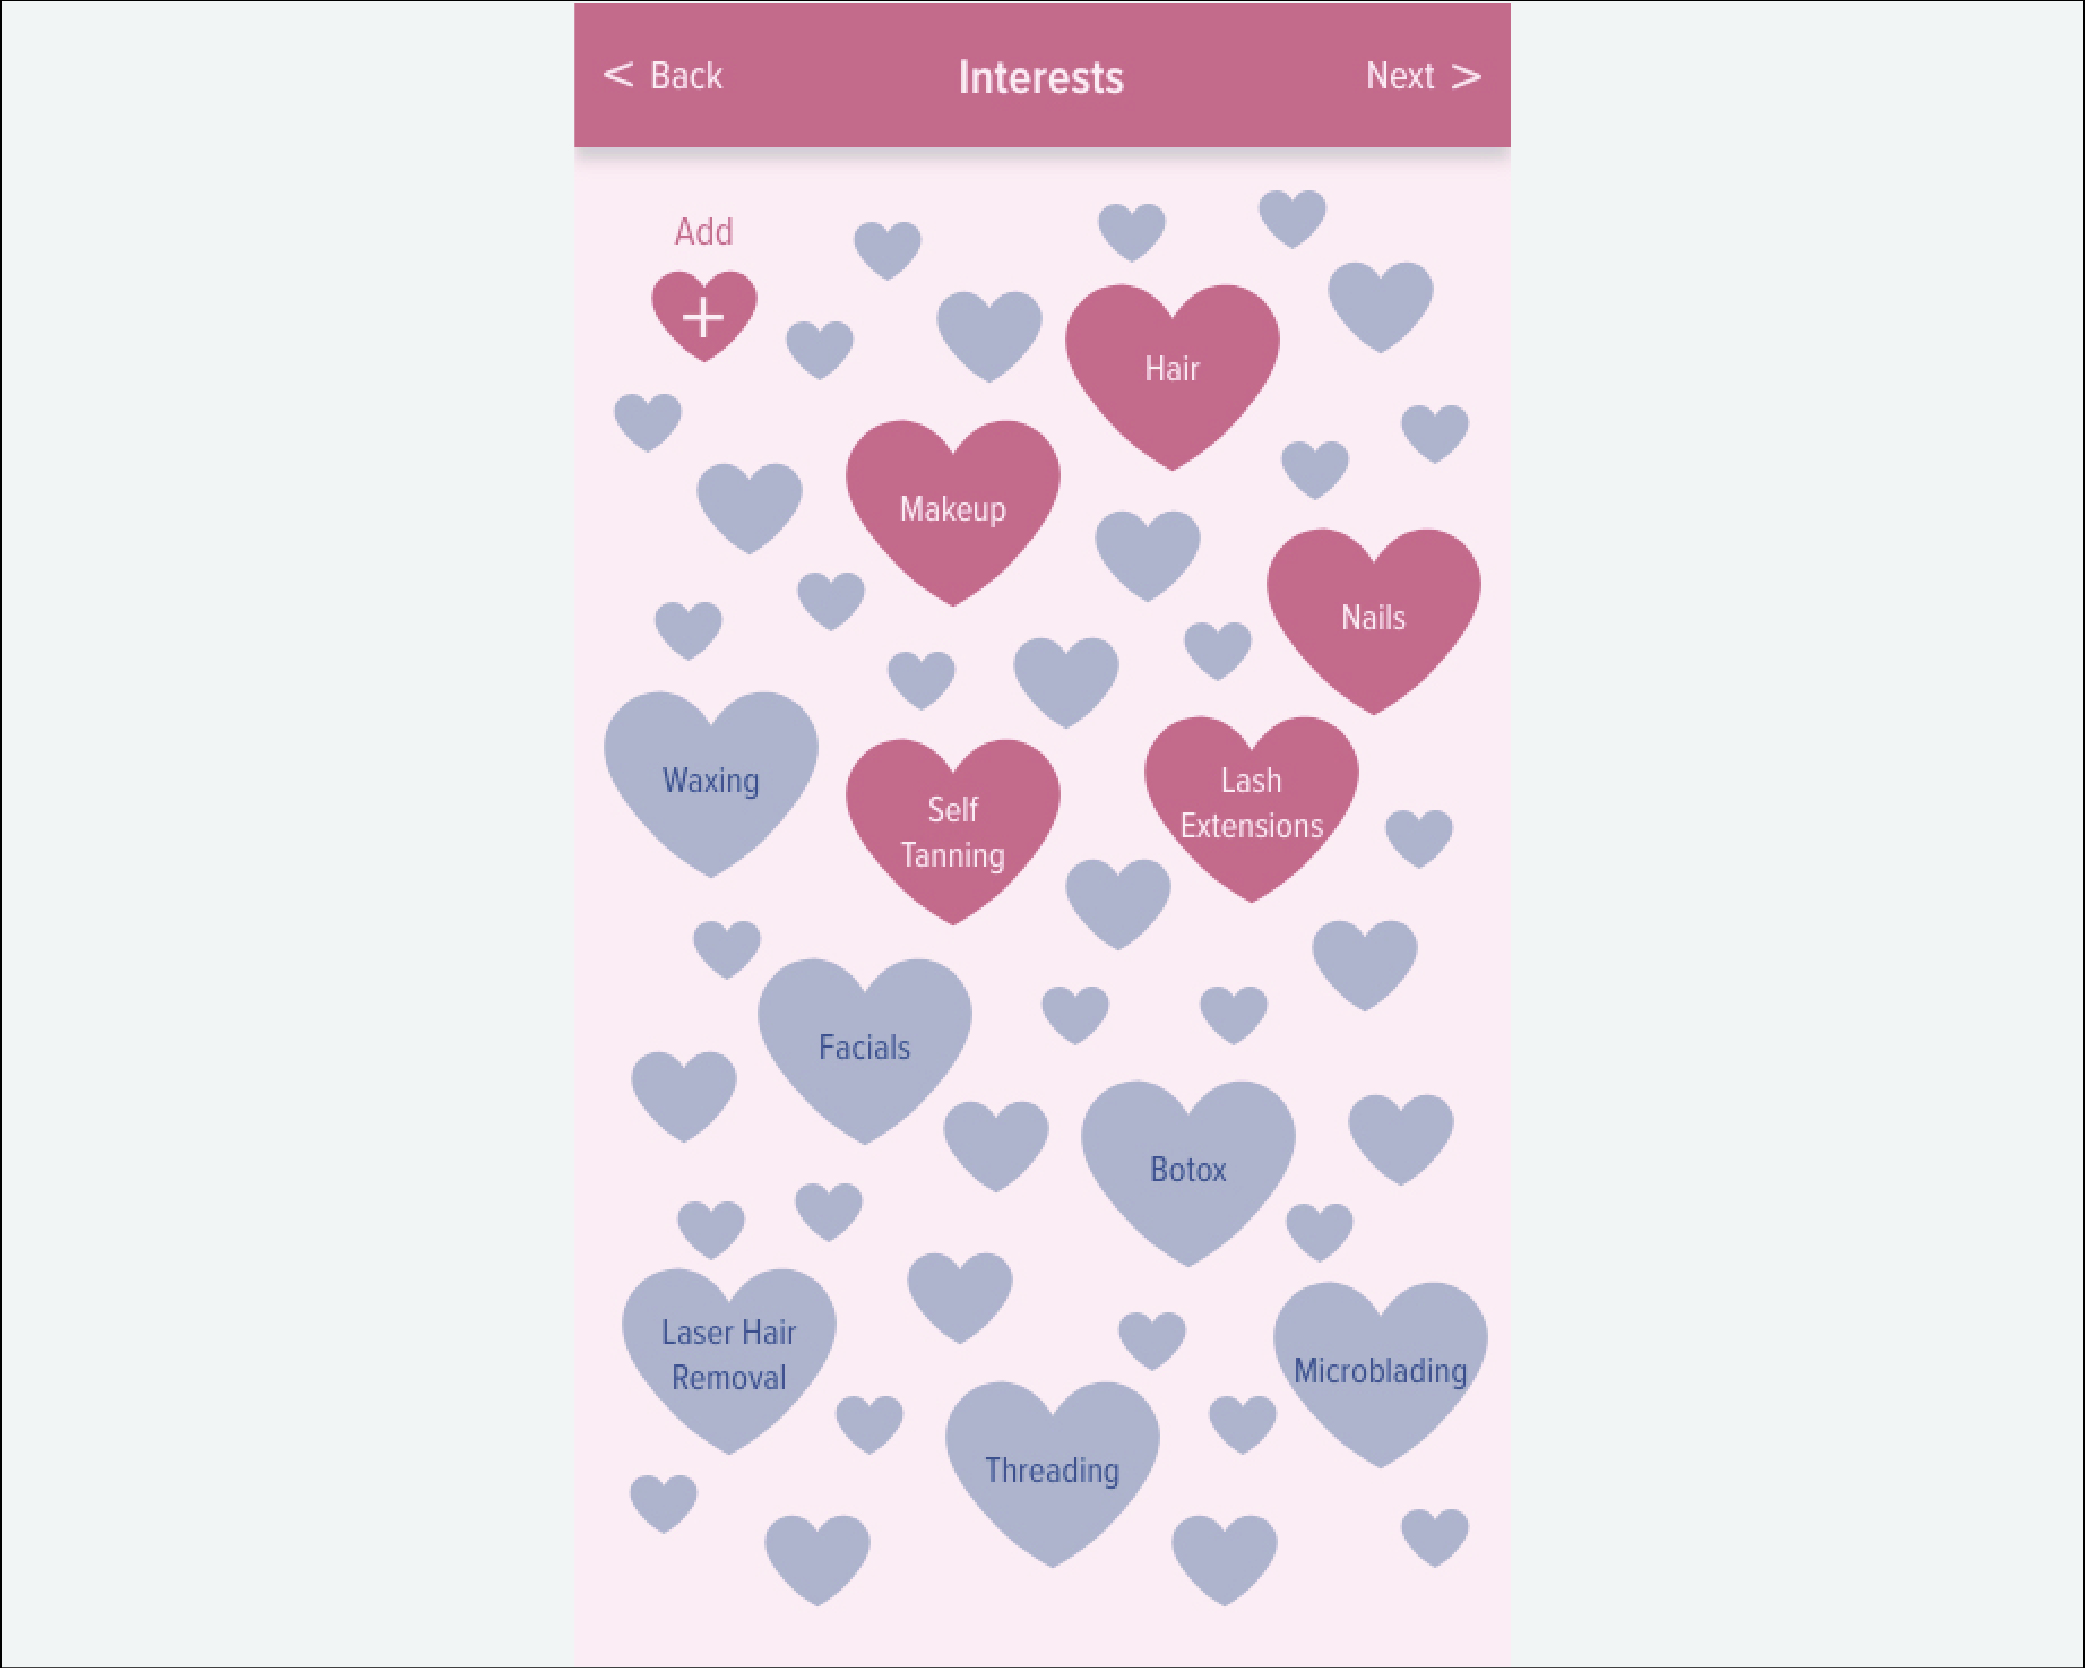 < Back
Interests
Next >
Add
+
Hair
Makeup
Nails
Waxing
Self
Tanning
Lash
Extensions
Facials
Botox
Laser Hair
Removal
Microblading
Threading